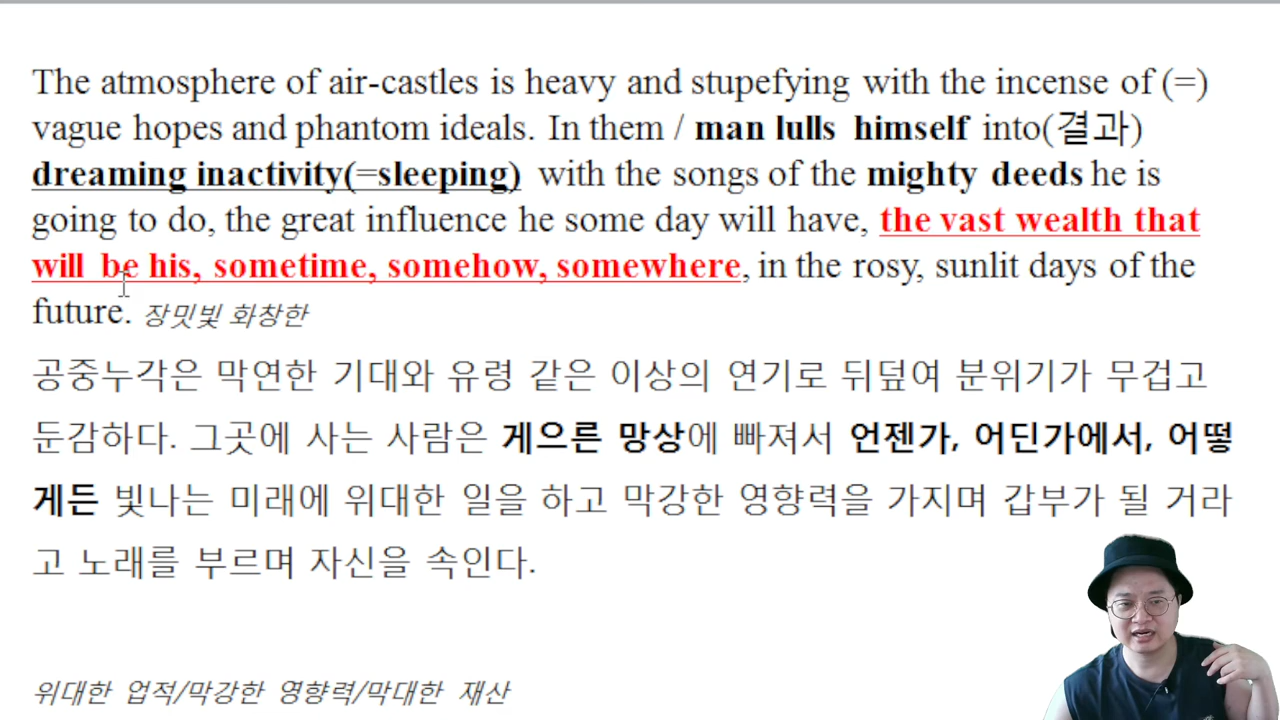 The atmosphere of air-castles is heavy and stupefying with the incense of (=)
vague hopes and phantom ideals. In them / man lulls himself into(결과)
dreaming inactivity(=sleeping) with the songs of the mighty deeds he is
going to do, the great influence he some day will have, the vast wealth that
will be his, sometime, somehow, somewhere, in the rosy, sunlit days of the
future. 장밋빛 화창한
공중누각은 막연한 기대와 유령 같은 이상의 연기로 뒤덮여 분위기가 무겁고
둔감하다. 그곳에 사는 사람은 게으른 망상에 빠져서 언젠가, 어딘가에서, 어떻
게든 빛나는 미래에 위대한 일을 하고 막강한 영향력을 가지며 갑부가 될 거라
고 노래를 부르며 자신을 속인다.
위대한 업적/막강한 영향력/막대한 재산